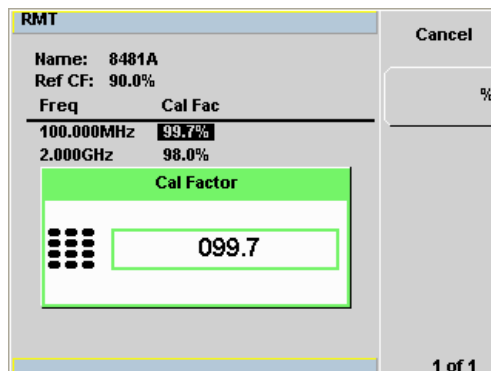 RMT
Cancel
Name: 8481A
Ref CF: 90.0%
%
Freq Cal Fac
100.000MHz 99.7%
2.000GHz 98.0%
Cal Factor
099.7
1 of 1